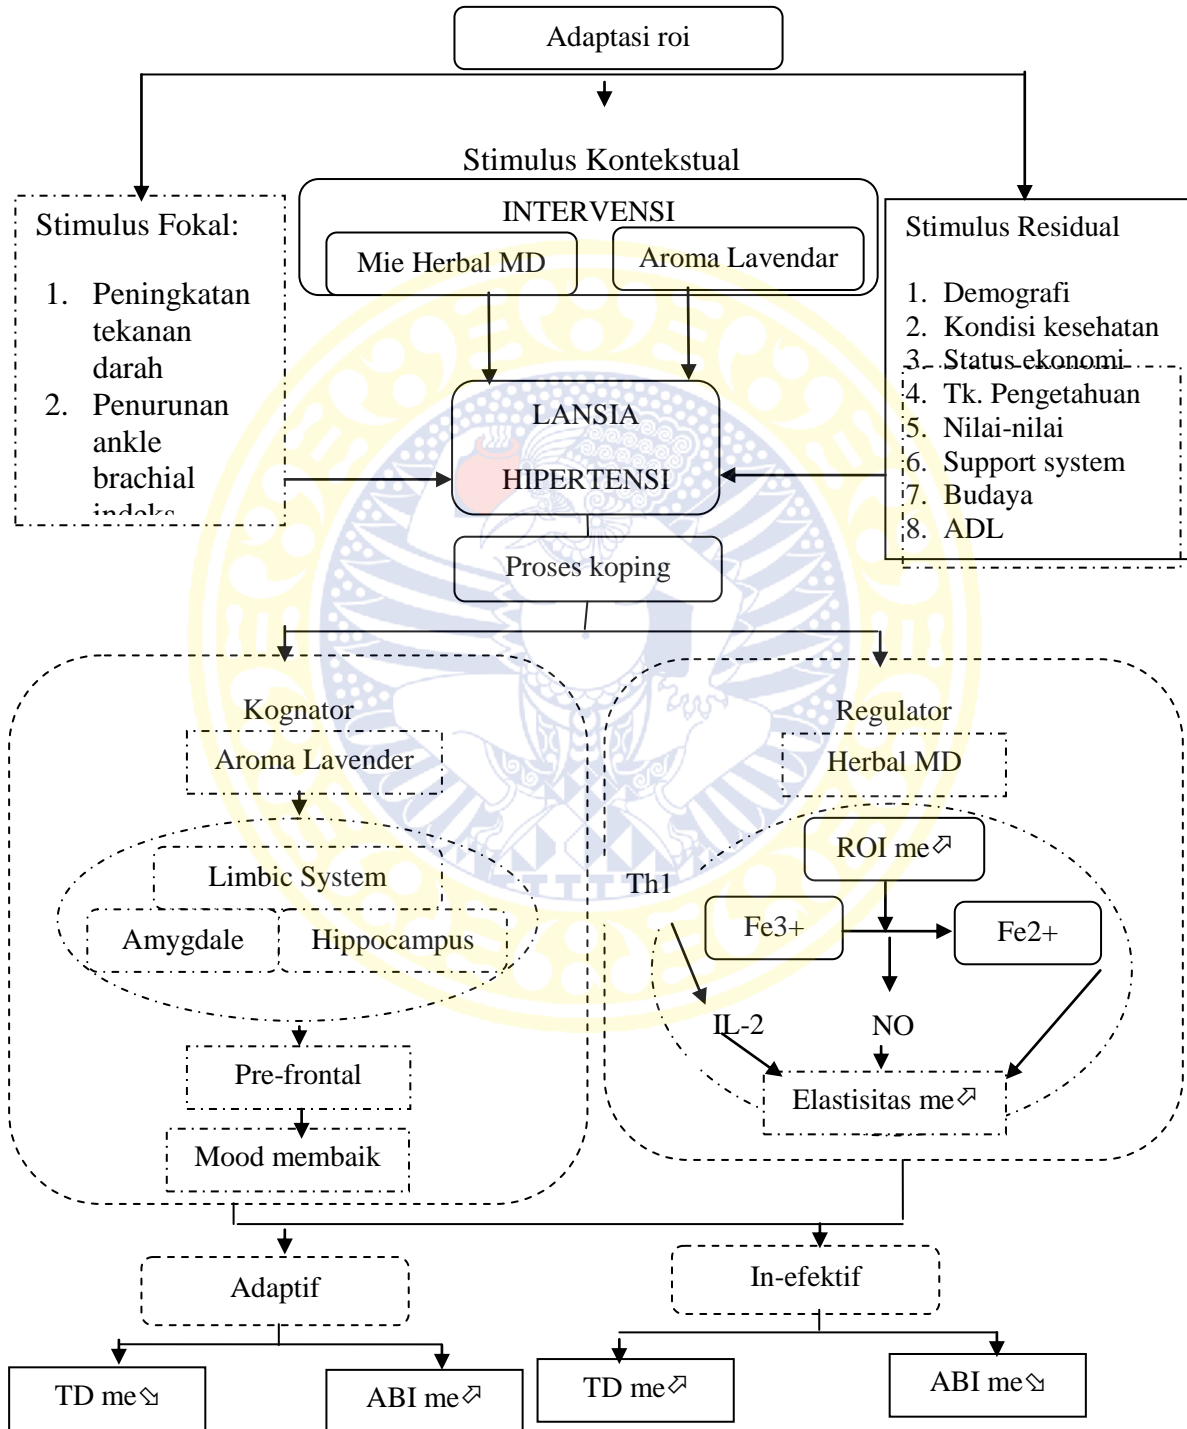 Adaptasi roi
Stimulus Kontekstual
INTERVENSI
Mie Herbal MD
Aroma Lavendar
Stimulus Fokal:
1. Peningkatan
tekanan
darah
2. Penurunan
ankle
brachial
indeks
Stimulus Residual
1. Demografi
2. Kondisi kesehatan
3. Status ekonomi
4. Tk. Pengetahuan
5. Nilai-nilai
6. Support system
7. Budaya
8. ADL
LANSIA
HIPERTENSI
Proses koping
Kognator
Aroma Lavender
Limbic System
Amygdale
Hippocampus
Pre-frontal
Mood membaik
Regulator
Herbal MD
ROI me⬀
Th1
Fe3+
Fe2+
IL-2
NO
Elastisitas me⬀
Adaptif
In-efektif
TD me⬂
ABI me⬀
TD me⬀
ABI me⬂